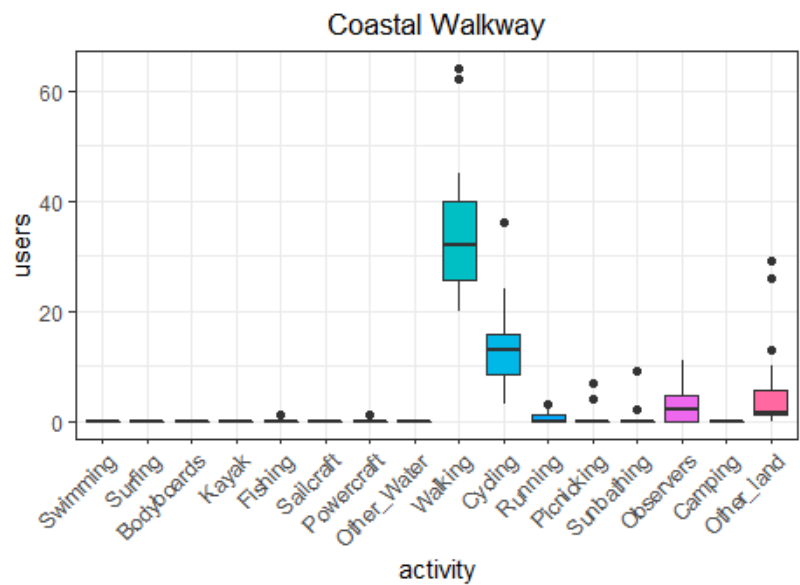 Coastal Walkway
users
60
40
20
0
Swimming
Surfing
Bodyboards
Kayak
Fishing
Sailcraft
Powercraft
Other_Water
Walking
Cycling
Running
Picnicking
Sunbathing
Observers
Camping
Other_land
activity